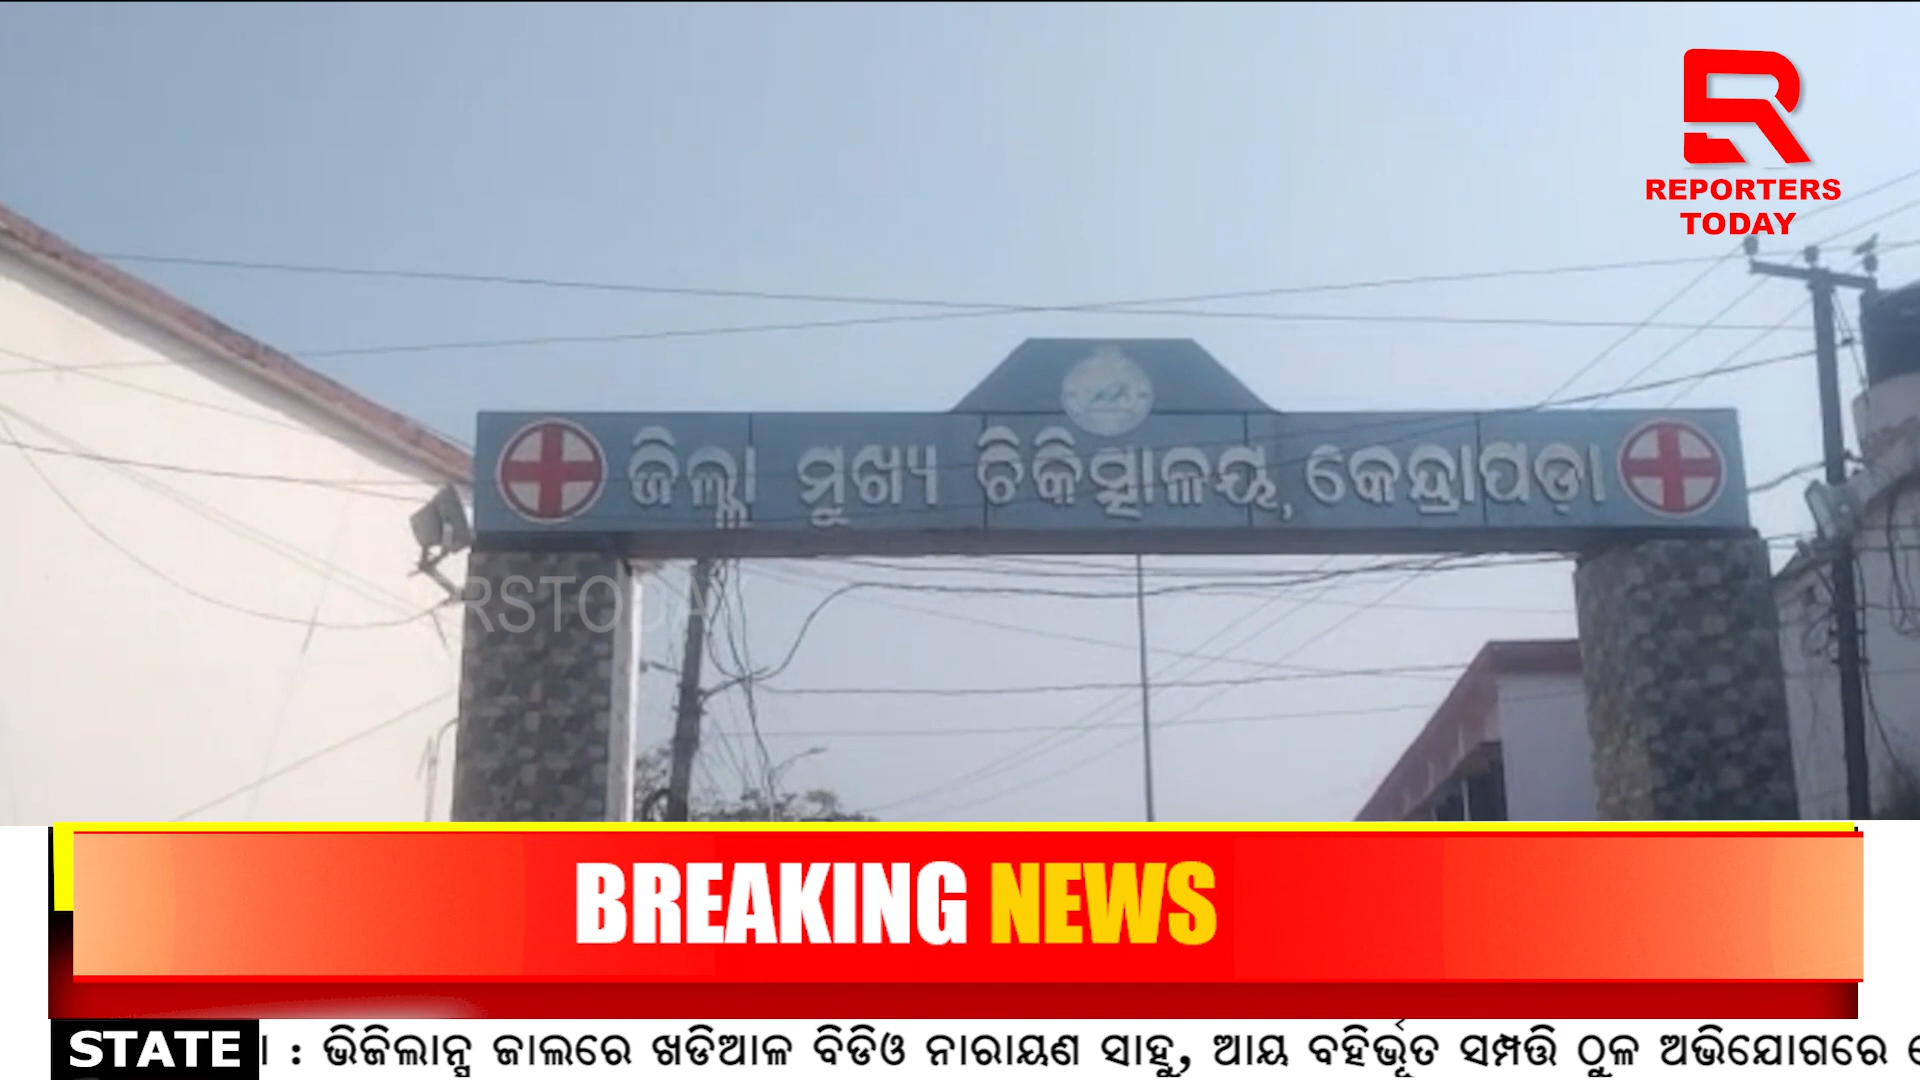 REPORTERS
TODAY
ଜିଲ୍ଲା ମୁଖ୍ୟ ଚିକିତ୍ସାଳୟ, କେନ୍ଦ୍ରାପଡ଼ା
BREAKING NEWS
STATE : ଭିଜିଲାନ୍ସ ଜାଲରେ ଖଡିଆଳ ବିଡିଓ ନାରାୟଣ ସାହୁ, ଆୟ ବହିର୍ଭୂତ ସମ୍ପତ୍ତି ଠୁଳ ଅଭିଯୋଗରେ